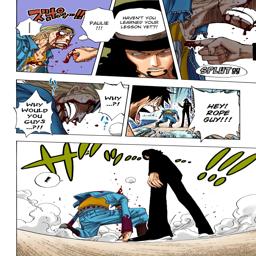 PAULIE
...!!
HAVEN'T
YOU LEARNED
YOUR
LESSON YET?!
SPLUT!!
WHY
WOULD
YOU
GUYS
...?!
WHY
...?!
HEY!
ROPE
GUY!!!